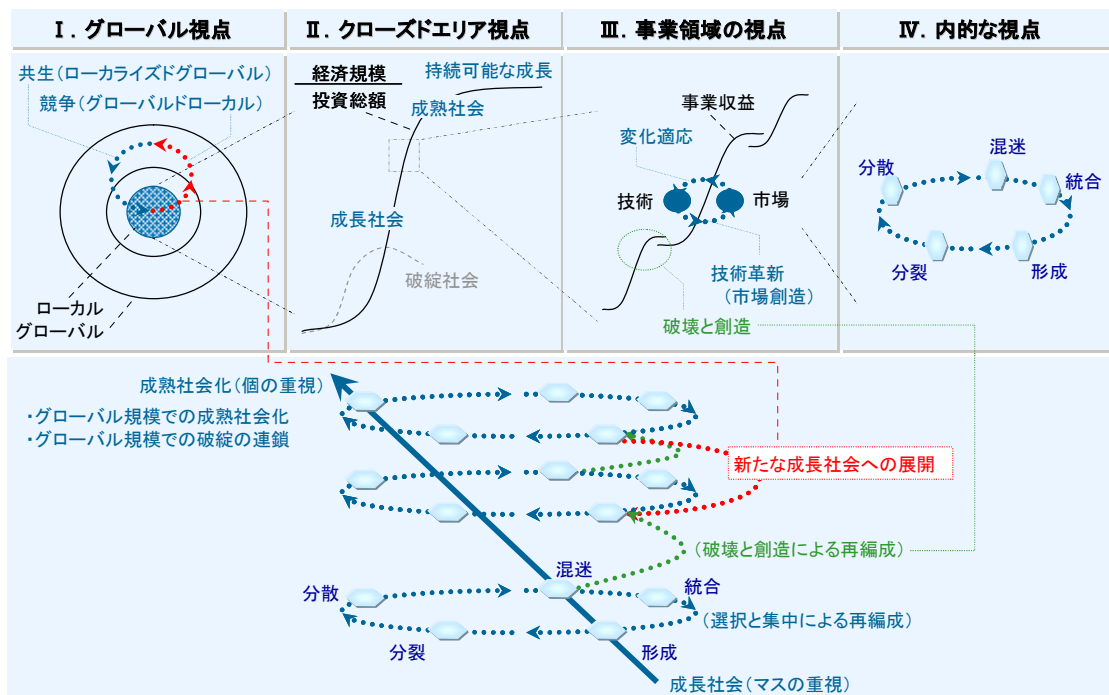 Ⅰ．グローバル視点
Ⅱ．クローズドエリア視点
Ⅲ．事業領域の視点
Ⅳ．内的な視点
共生（ローカライズドグローバル）
競争（グローバルドローカル）
ローカル
グローバル
経済規模
投資総額
持続可能な成長
成熟社会
成長社会
破綻社会
事業収益
変化適応
技術
市場
技術革新
（市場創造）
破壊と創造
混迷
分散
統合
分裂
形成
成熟社会化（個の重視）
・グローバル規模での成熟社会化
・グローバル規模での破綻の連鎖
新たな成長社会への展開
（破壊と創造による再編成）
混迷
分散
統合
（選択と集中による再編成）
分裂
形成
成長社会（マスの重視）